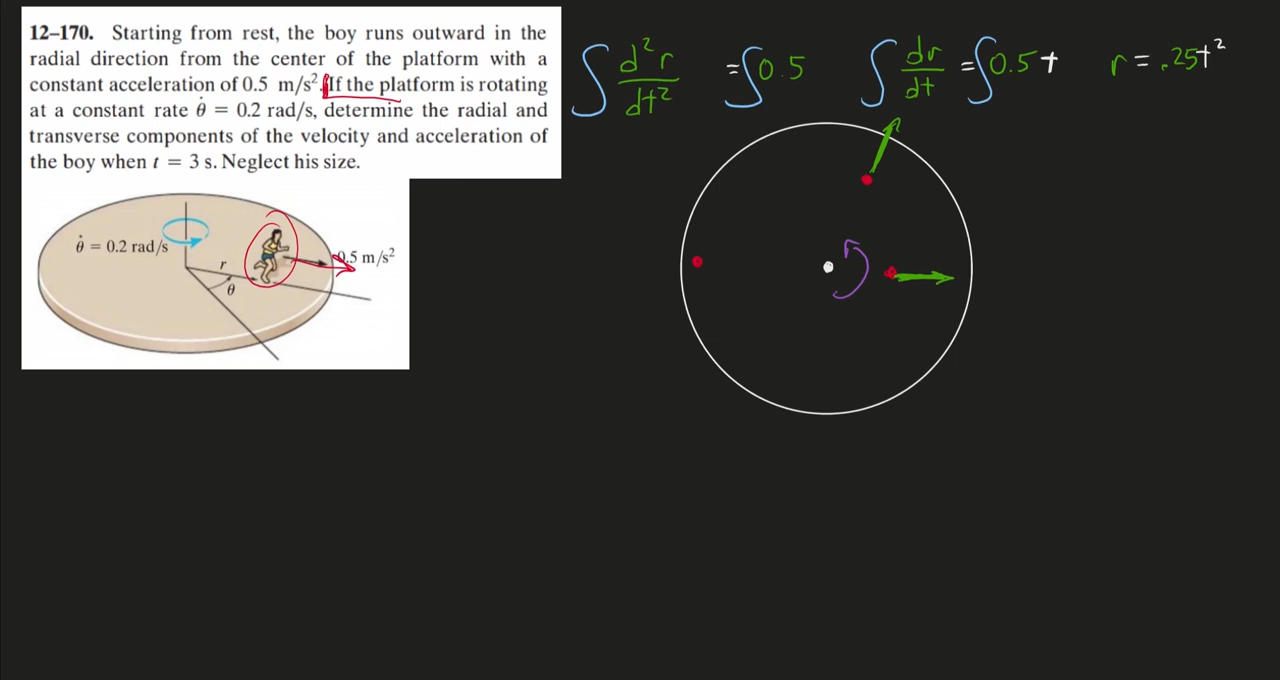 12–170. Starting from rest, the boy runs outward in the
radial direction from the center of the platform with a
constant acceleration of 0.5 m/s². If the platform is rotating
at a constant rate θ̇ = 0.2 rad/s, determine the radial and
transverse components of the velocity and acceleration of
the boy when t = 3 s. Neglect his size.
∫ d²r/dt² = ∫ 0.5 ∫ dr/dt = ∫ 0.5t r = .25t²
θ̇ = 0.2 rad/s
0.5 m/s²
r
θ